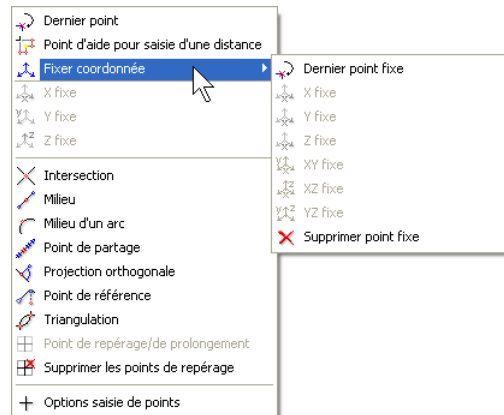 Dernier point
Point d'aide pour saisie d'une distance
Fixer coordonnée
X fixe
Y fixe
Z fixe
Intersection
Milieu
Milieu d'un arc
Point de partage
Projection orthogonale
Point de référence
Triangulation
Point de repérage/de prolongement
Supprimer les points de repérage
Options saisie de points
Dernier point fixe
X fixe
Y fixe
Z fixe
XY fixe
XZ fixe
YZ fixe
Supprimer point fixe